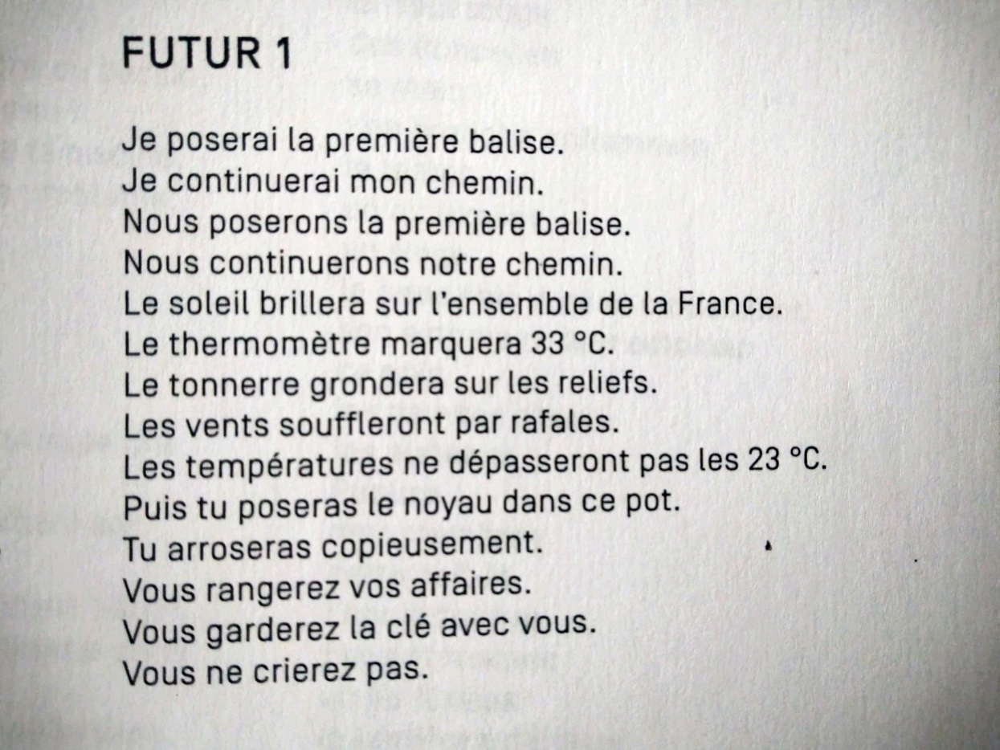 FUTUR 1
Je poserai la première balise.
Je continuerai mon chemin.
Nous poserons la première balise.
Nous continuerons notre chemin.
Le soleil brillera sur l'ensemble de la France.
Le thermomètre marquera 33 °C.
Le tonnerre grondera sur les reliefs.
Les vents souffleront par rafales.
Les températures ne dépasseront pas les 23 °C.
Puis tu poseras le noyau dans ce pot.
Tu arroseras copieusement.
Vous rangerez vos affaires.
Vous garderez la clé avec vous.
Vous ne crierez pas.